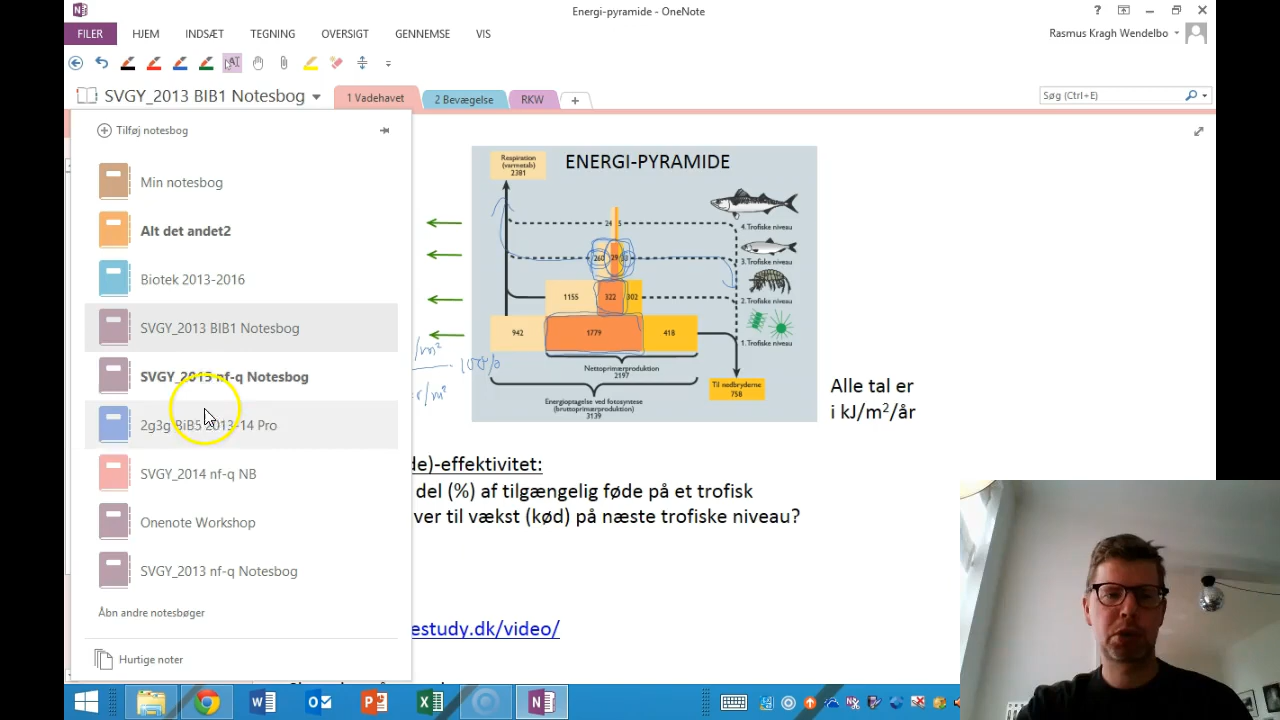 Energi-pyramide - OneNote
FILER HJEM INDSÆT TEGNING OVERSIGT GENNEMSE VIS
Rasmus Kragh Wendelbo
SVGY_2013 BIB1 Notesbog
1 Vadehavet
2 Bevægelse
RKW
Søg (Ctrl+E)
Tilføj notesbog
Min notesbog
Alt det andet2
Biotek 2013-2016
SVGY_2013 BIB1 Notesbog
SVGY_2015 nf-q Notesbog
2g3g BiB5 2013-14 Pro
SVGY_2014 nf-q NB
Onenote Workshop
SVGY_2013 nf-q Notesbog
Åbn andre notesbøger
Hurtige noter
ENERGI-PYRAMIDE
Respiration
(varmetab)
2381
4. Trofiske niveau
260 29
3. Trofiske niveau
1155 322 302
2. Trofiske niveau
942 1779 418
1. Trofiske niveau
Nettoprimærproduktion
2197
Til nedbryderne
758
Energioptagelse ved fotosyntese
(bruttoprimærproduktion)
3139
/m²
· 100%
r/m²
Alle tal er
i kJ/m²/år
de)-effektivitet:
del (%) af tilgængelig føde på et trofisk
ver til vækst (kød) på næste trofiske niveau?
estudy.dk/video/